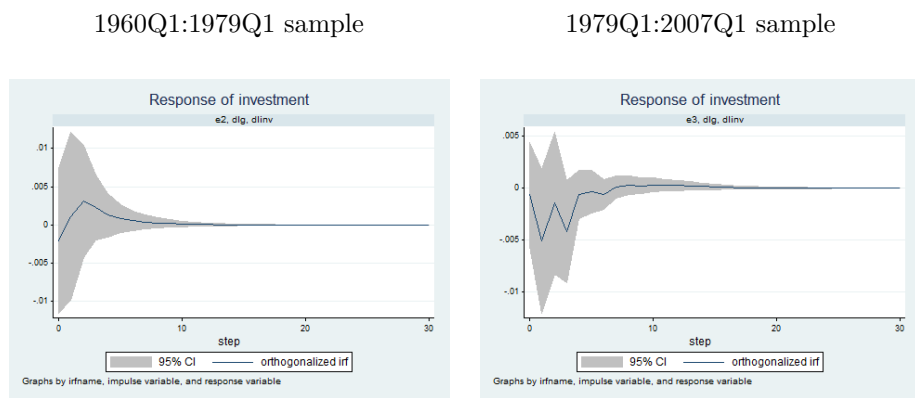 1960Q1:1979Q1 sample
1979Q1:2007Q1 sample
Response of investment
e2, dlg, dlinv
.01
.005
0
-.005
-.01
0 10 20 30
step
95% CI orthogonalized irf
Graphs by irfname, impulse variable, and response variable
Response of investment
e3, dlg, dlinv
.005
0
-.005
-.01
0 10 20 30
step
95% CI orthogonalized irf
Graphs by irfname, impulse variable, and response variable